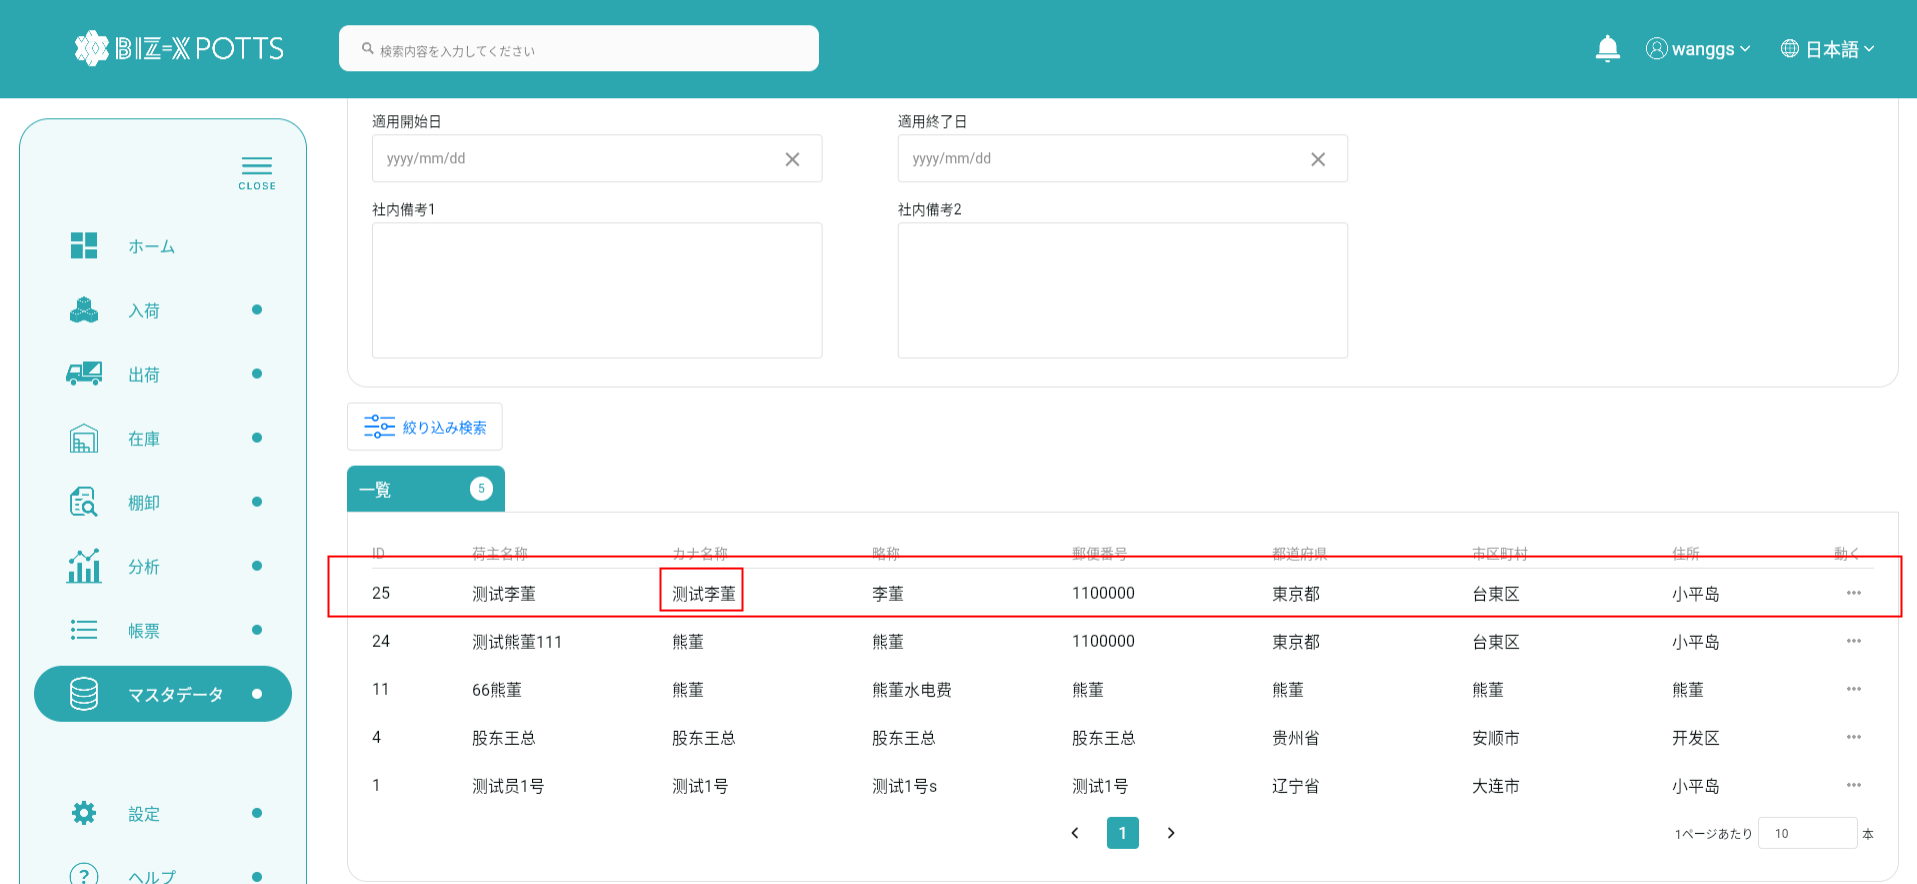 BIZ=X POTTS
検索内容を入力してください
wanggs
日本語
CLOSE
ホーム
入荷
出荷
在庫
棚卸
分析
帳票
マスタデータ
設定
ヘルプ
適用開始日 適用終了日
yyyy/mm/dd yyyy/mm/dd
社内備考1 社内備考2
絞り込み検索
一覧 5
ID 荷主名称 カナ名称 略称 郵便番号 都道府県 市区町村 住所 動く
25 测试李董 测试李董 李董 1100000 東京都 台東区 小平岛
24 测试熊董111 熊董 熊董 1100000 東京都 台東区 小平岛
11 66熊董 熊董 熊董水电费 熊董 熊董 熊董 熊董
4 股东王总 股东王总 股东王总 股东王总 贵州省 安顺市 开发区
1 测试员1号 测试1号 测试1号s 测试1号 辽宁省 大连市 小平岛
1
1ページあたり 10 本